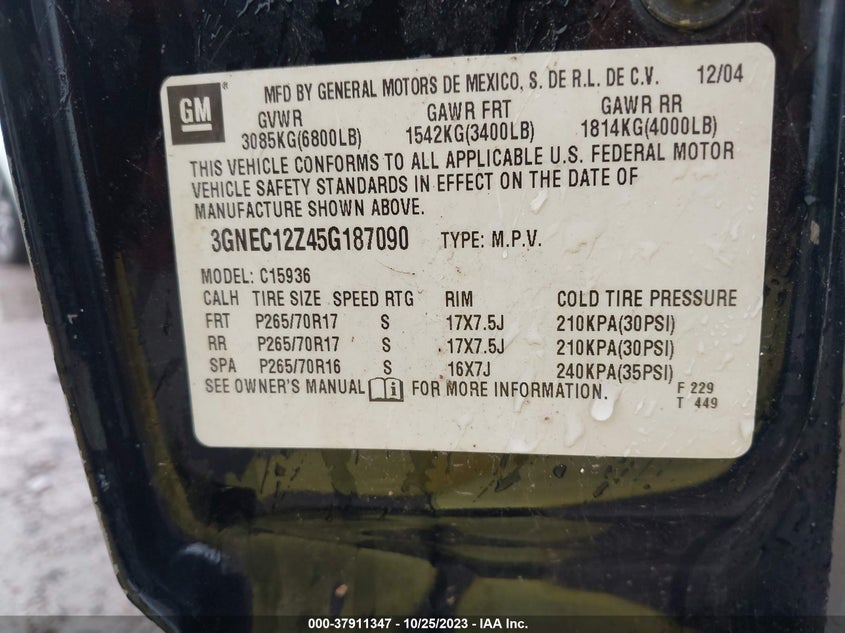 GM ® MFD BY GENERAL MOTORS DE MEXICO, S. DE R.L. DE C.V. 12/04
GVWR GAWR FRT GAWR RR
3085KG(6800LB) 1542KG(3400LB) 1814KG(4000LB)
THIS VEHICLE CONFORMS TO ALL APPLICABLE U.S. FEDERAL MOTOR
VEHICLE SAFETY STANDARDS IN EFFECT ON THE DATE OF
MANUFACTURE SHOWN ABOVE.
3GNEC12Z45G187090 TYPE: M.P.V.
MODEL: C15936
CALH TIRE SIZE SPEED RTG RIM COLD TIRE PRESSURE
FRT P265/70R17 S 17X7.5J 210KPA(30PSI)
RR P265/70R17 S 17X7.5J 210KPA(30PSI)
SPA P265/70R16 S 16X7J 240KPA(35PSI)
SEE OWNER'S MANUAL FOR MORE INFORMATION.
F 229
T 449
000-37911347 - 10/25/2023 - IAA Inc.